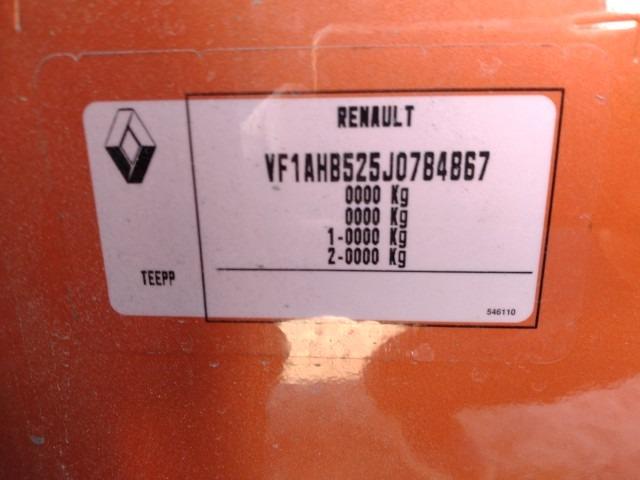 RENAULT
VF1AHB525J0784867
0000 Kg
0000 Kg
1-0000 Kg
2-0000 Kg
TEEPP
546110